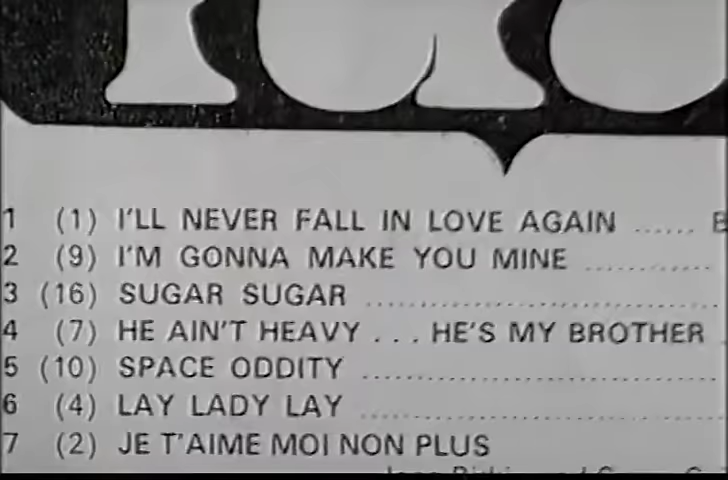 1 (1) I'LL NEVER FALL IN LOVE AGAIN ...... B
2 (9) I'M GONNA MAKE YOU MINE ............
3 (16) SUGAR SUGAR ..................................
4 (7) HE AIN'T HEAVY . . . HE'S MY BROTHER .
5 (10) SPACE ODDITY ..................................
6 (4) LAY LADY LAY ..................................
7 (2) JE T'AIME MOI NON PLUS